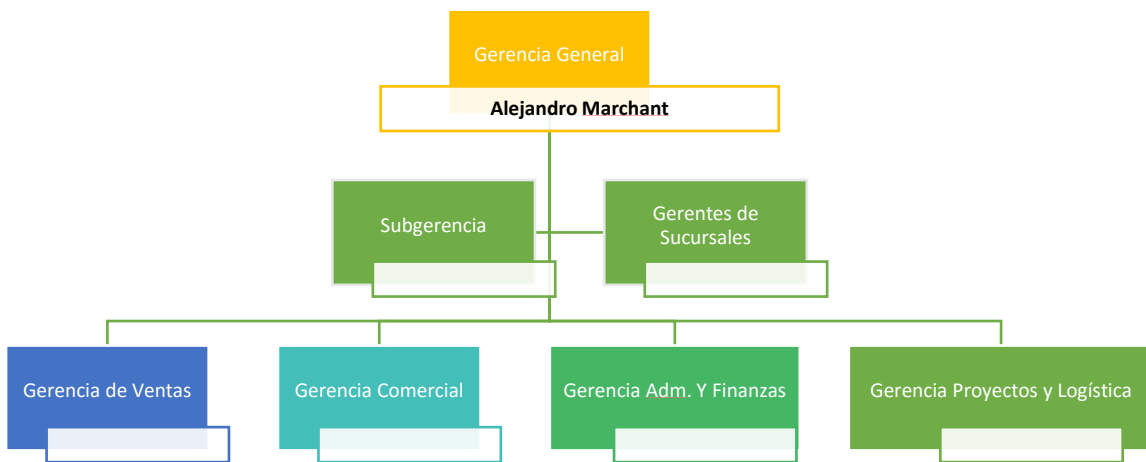 Gerencia General
Alejandro Marchant
Subgerencia
Gerentes de
Sucursales
Gerencia de Ventas
Gerencia Comercial
Gerencia Adm. Y Finanzas
Gerencia Proyectos y Logística